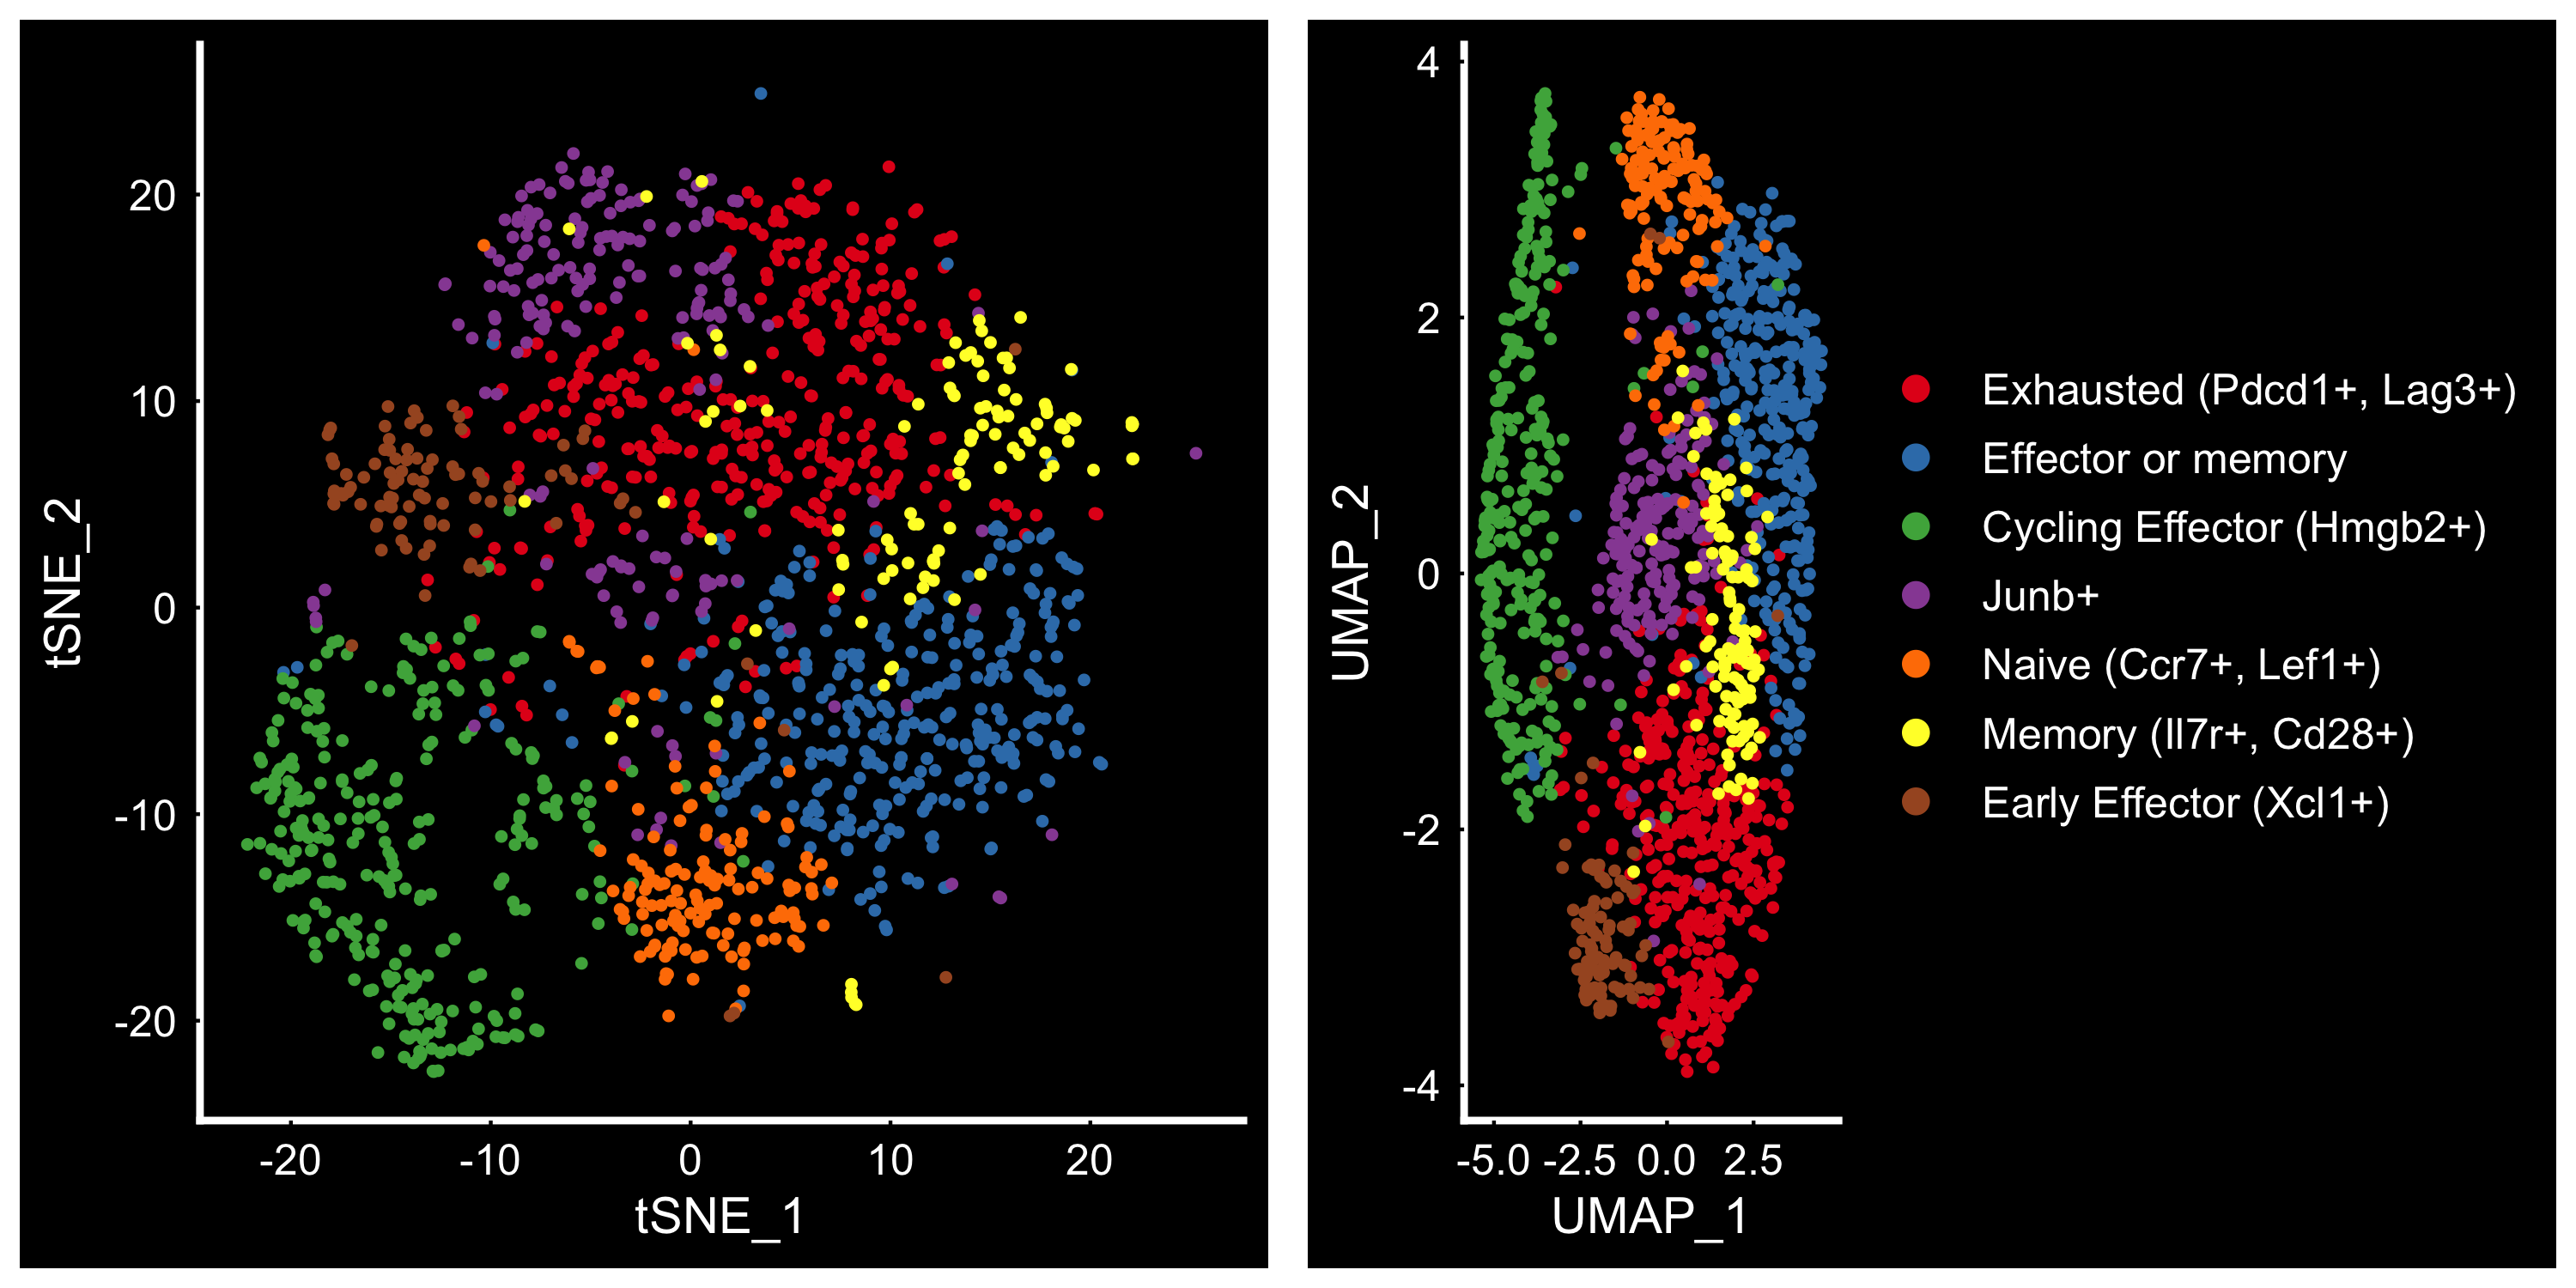 20
10
0
-10
-20
tSNE_2
-20 -10 0 10 20
tSNE_1
4
2
0
-2
-4
UMAP_2
-5.0 -2.5 0.0 2.5
UMAP_1
Exhausted (Pdcd1+, Lag3+)
Effector or memory
Cycling Effector (Hmgb2+)
Junb+
Naive (Ccr7+, Lef1+)
Memory (Il7r+, Cd28+)
Early Effector (Xcl1+)